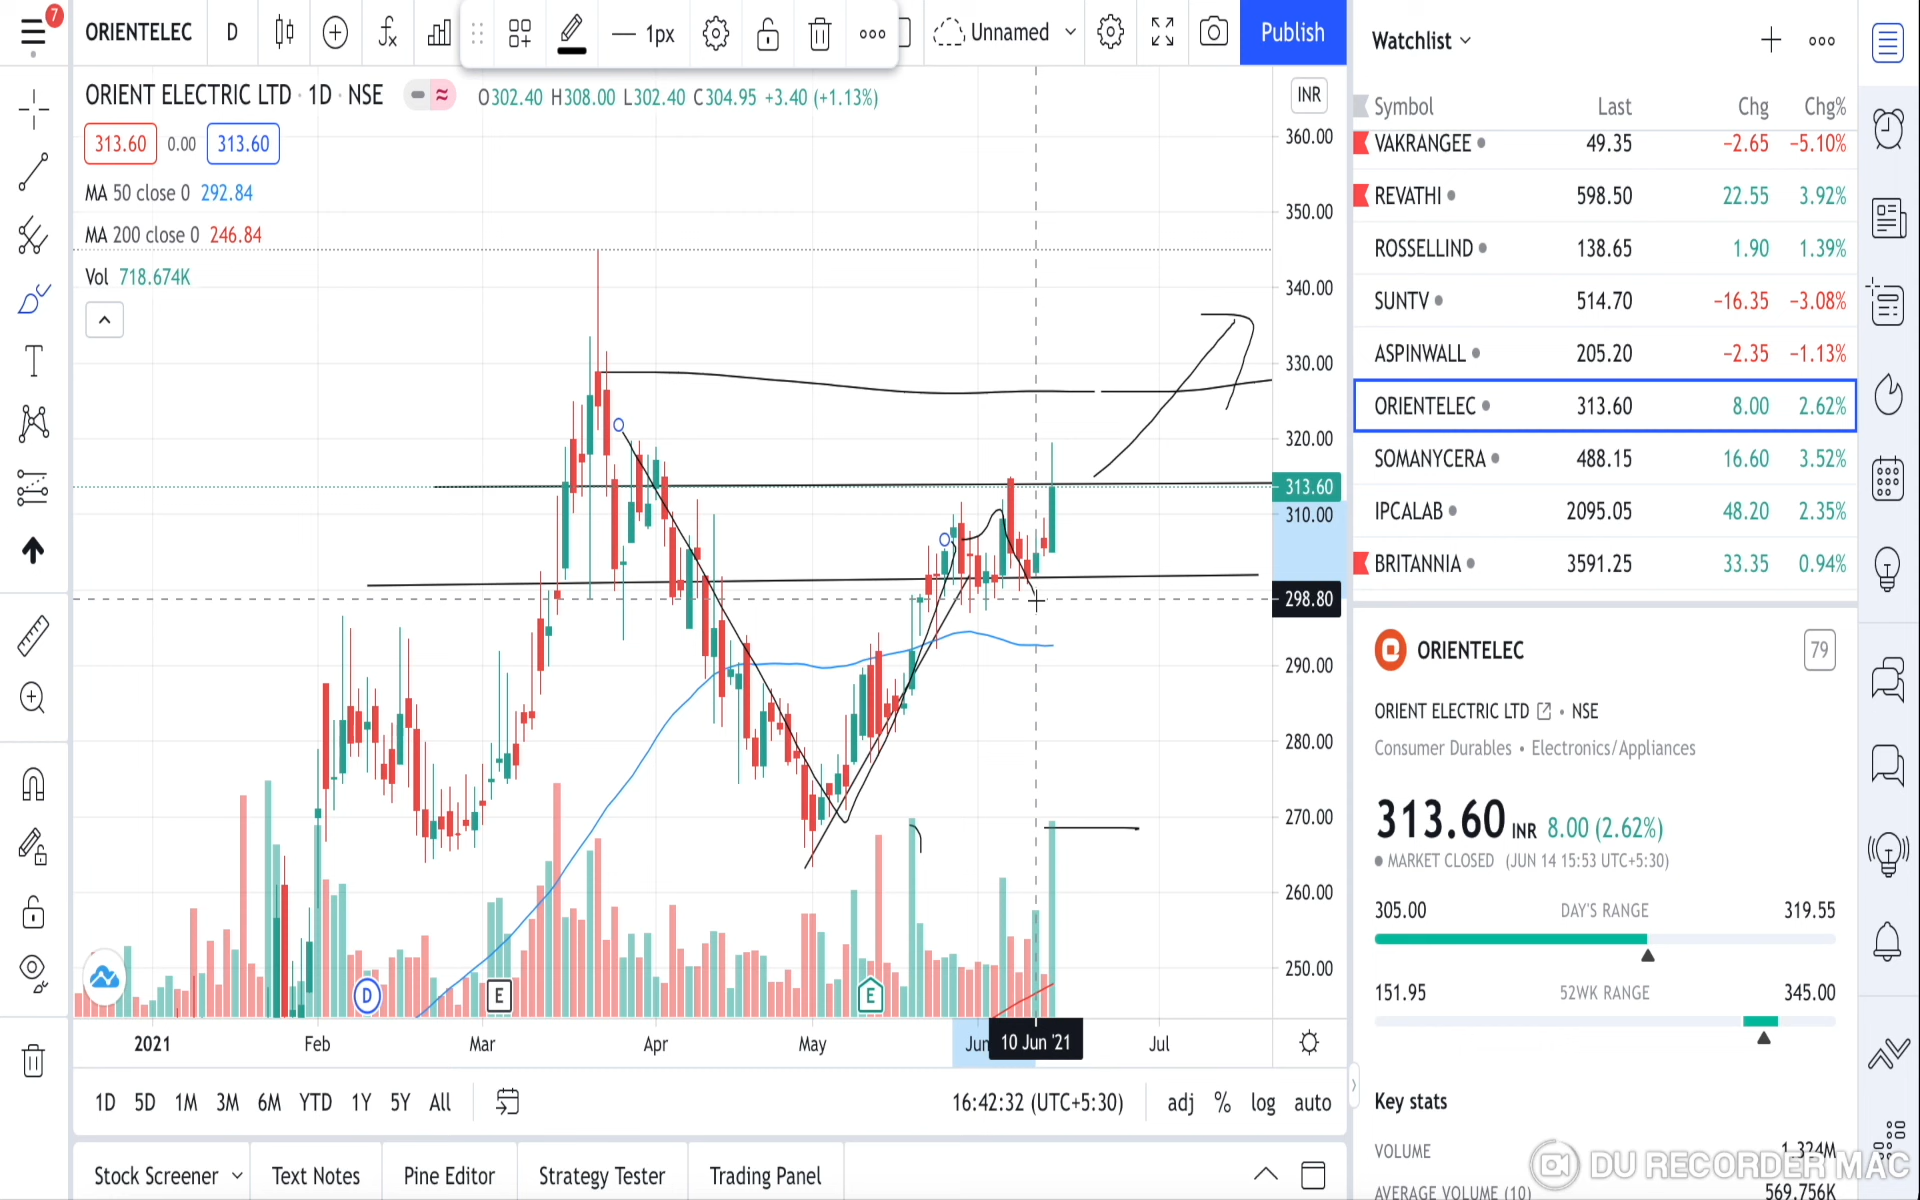 7
ORIENTELEC D fx 1px Unnamed Publish
ORIENT ELECTRIC LTD · 1D · NSE O302.40 H308.00 L302.40 C304.95 +3.40 (+1.13%)
INR
313.60 0.00 313.60
MA 50 close 0 292.84
MA 200 close 0 246.84
Vol 718.674K
360.00
350.00
340.00
330.00
320.00
313.60
310.00
298.80
290.00
280.00
270.00
260.00
250.00
D E E
2021 Feb Mar Apr May Jun 10 Jun '21 Jul
1D 5D 1M 3M 6M YTD 1Y 5Y All 16:42:32 (UTC+5:30) adj % log auto
Stock Screener Text Notes Pine Editor Strategy Tester Trading Panel
Watchlist
Symbol Last Chg Chg%
VAKRANGEE 49.35 −2.65 −5.10%
REVATHI 598.50 22.55 3.92%
ROSSELLIND 138.65 1.90 1.39%
SUNTV 514.70 −16.35 −3.08%
ASPINWALL 205.20 −2.35 −1.13%
ORIENTELEC 313.60 8.00 2.62%
SOMANYCERA 488.15 16.60 3.52%
IPCALAB 2095.05 48.20 2.35%
BRITANNIA 3591.25 33.35 0.94%
ORIENTELEC 79
ORIENT ELECTRIC LTD • NSE
Consumer Durables • Electronics/Appliances
313.60 INR 8.00 (2.62%)
MARKET CLOSED (JUN 14 15:53 UTC+5:30)
305.00 DAY'S RANGE 319.55
151.95 52WK RANGE 345.00
Key stats
VOLUME 1.324M
DU RECORDER MAC
AVERAGE VOLUME (10) 569.756K